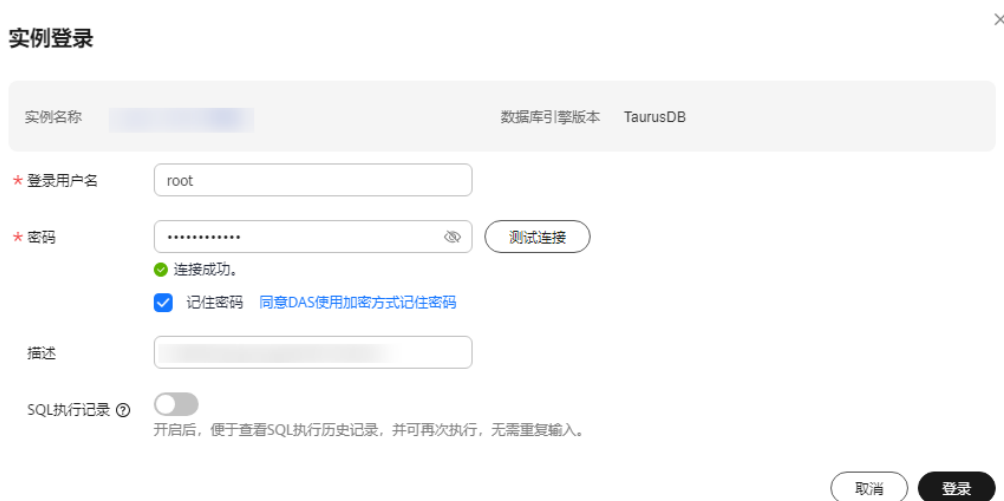 实例登录
实例名称 数据库引擎版本 TaurusDB
* 登录用户名 root
* 密码 •••••••••••• 测试连接
连接成功。
记住密码 同意DAS使用加密方式记住密码
描述
SQL执行记录
开启后，便于查看SQL执行历史记录，并可再次执行，无需重复输入。
取消 登录